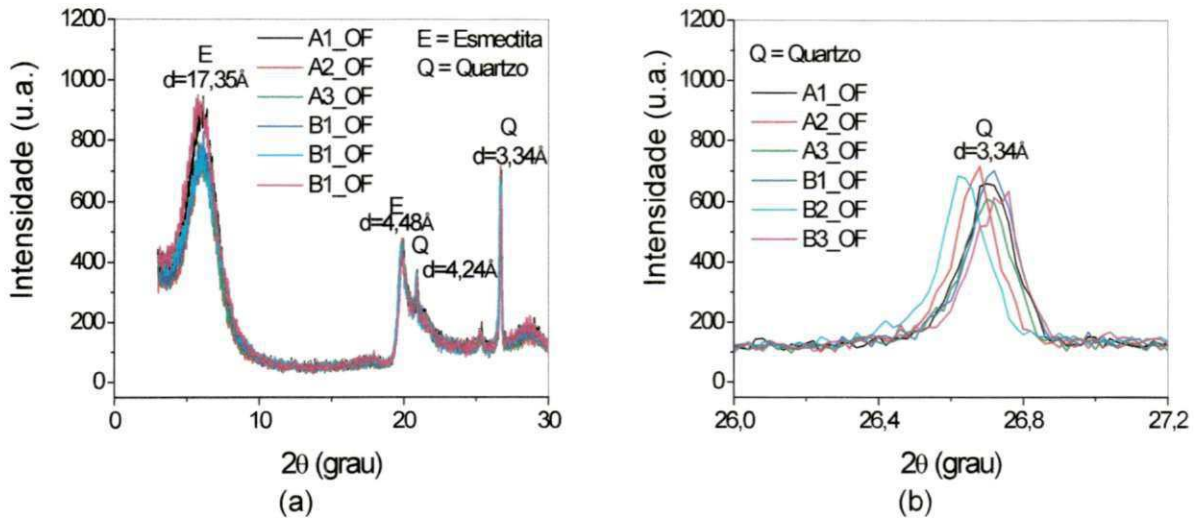 1200
1000
800
600
400
200
0
Intensidade (u.a.)
E
d=17,35Å
A1_OF
A2_OF
A3_OF
B1_OF
B1_OF
B1_OF
E = Esmectita
Q = Quartzo
Q
d=3,34Å
E
d=4,48Å
Q
d=4,24Å
0
10
20
30
2θ (grau)
(a)
1200
1000
800
600
400
200
0
Intensidade (u.a.)
Q = Quartzo
A1_OF
A2_OF
A3_OF
B1_OF
B2_OF
B3_OF
Q
d=3,34Å
26,0
26,4
26,8
27,2
2θ (grau)
(b)